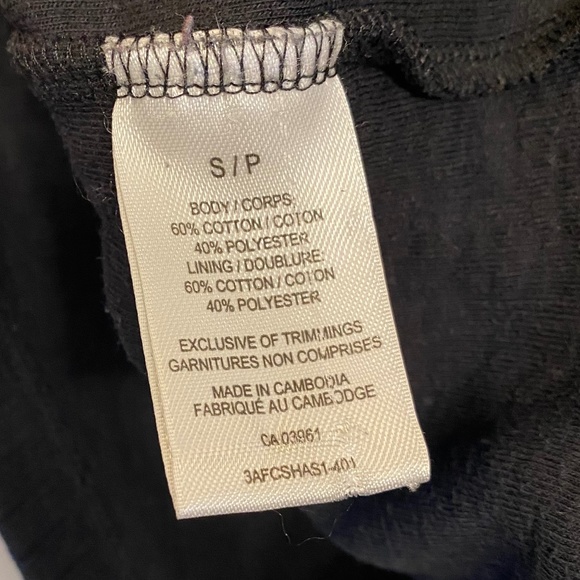 S/P
BODY/CORPS:
60% COTTON/COTON
40% POLYESTER
LINING/DOUBLURE:
60% COTTON/COTON
40% POLYESTER
EXCLUSIVE OF TRIMMINGS
GARNITURES NON COMPRISES
MADE IN CAMBODIA
FABRIQUÉ AU CAMBODGE
CA 03961
3AFCSHAS1-401